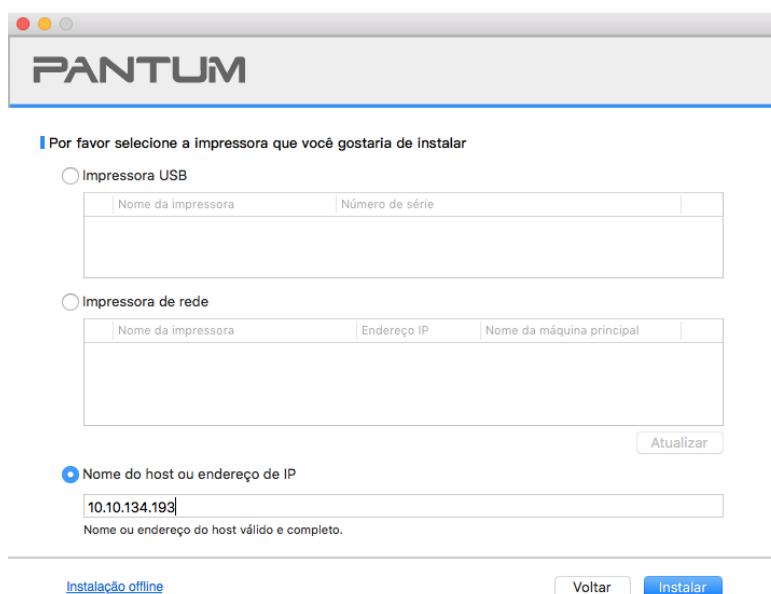 PANTUM
Por favor selecione a impressora que você gostaria de instalar
Impressora USB
Nome da impressora Número de série
Impressora de rede
Nome da impressora Endereço IP Nome da máquina principal
Atualizar
Nome do host ou endereço de IP
10.10.134.193
Nome ou endereço do host válido e completo.
Instalação offline Voltar Instalar